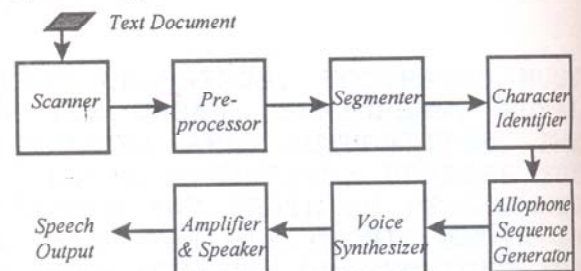 Text Document
Scanner
Pre-
processor
Segmenter
Character
Identifier
Allophone
Sequence
Generator
Voice
Synthesizer
Amplifier
& Speaker
Speech
Output